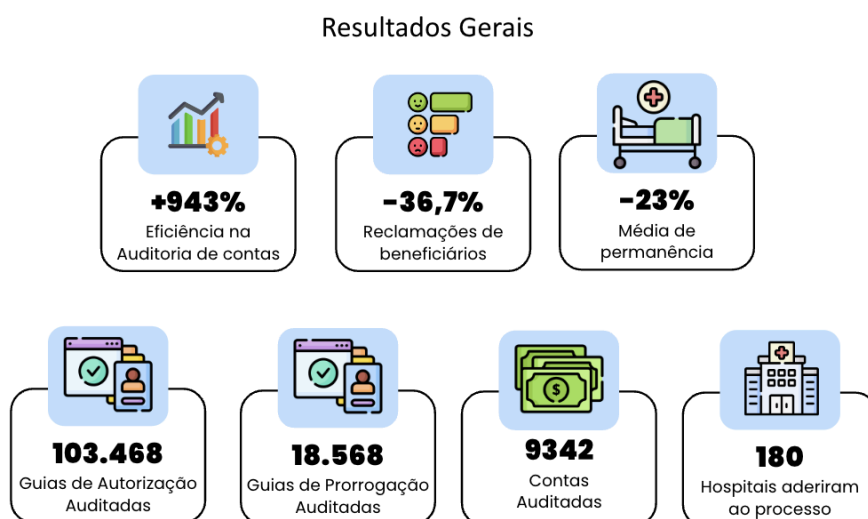 Resultados Gerais
+943%
Eficiência na
Auditoria de contas
-36,7%
Reclamações de
beneficiários
-23%
Média de
permanência
103.468
Guias de Autorização
Auditadas
18.568
Guias de Prorrogação
Auditadas
9342
Contas
Auditadas
180
Hospitais aderiram
ao processo